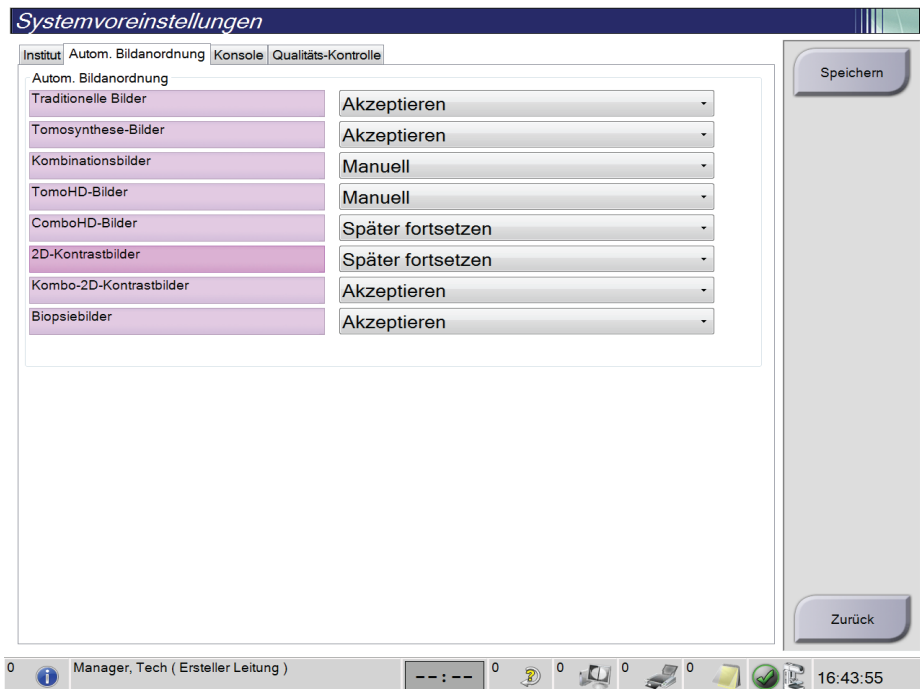 Systemvoreinstellungen
Institut Autom. Bildanordnung Konsole Qualitäts-Kontrolle
Speichern
Autom. Bildanordnung
Traditionelle Bilder Akzeptieren
Tomosynthese-Bilder Akzeptieren
Kombinationsbilder Manuell
TomoHD-Bilder Manuell
ComboHD-Bilder Später fortsetzen
2D-Kontrastbilder Später fortsetzen
Kombo-2D-Kontrastbilder Akzeptieren
Biopsiebilder Akzeptieren
Zurück
0 Manager, Tech ( Ersteller Leitung ) --:-- 0 0 0 0 16:43:55